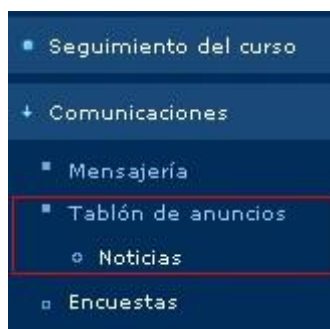 Seguimiento del curso
Comunicaciones
Mensajería
Tablón de anuncios
Noticias
Encuestas